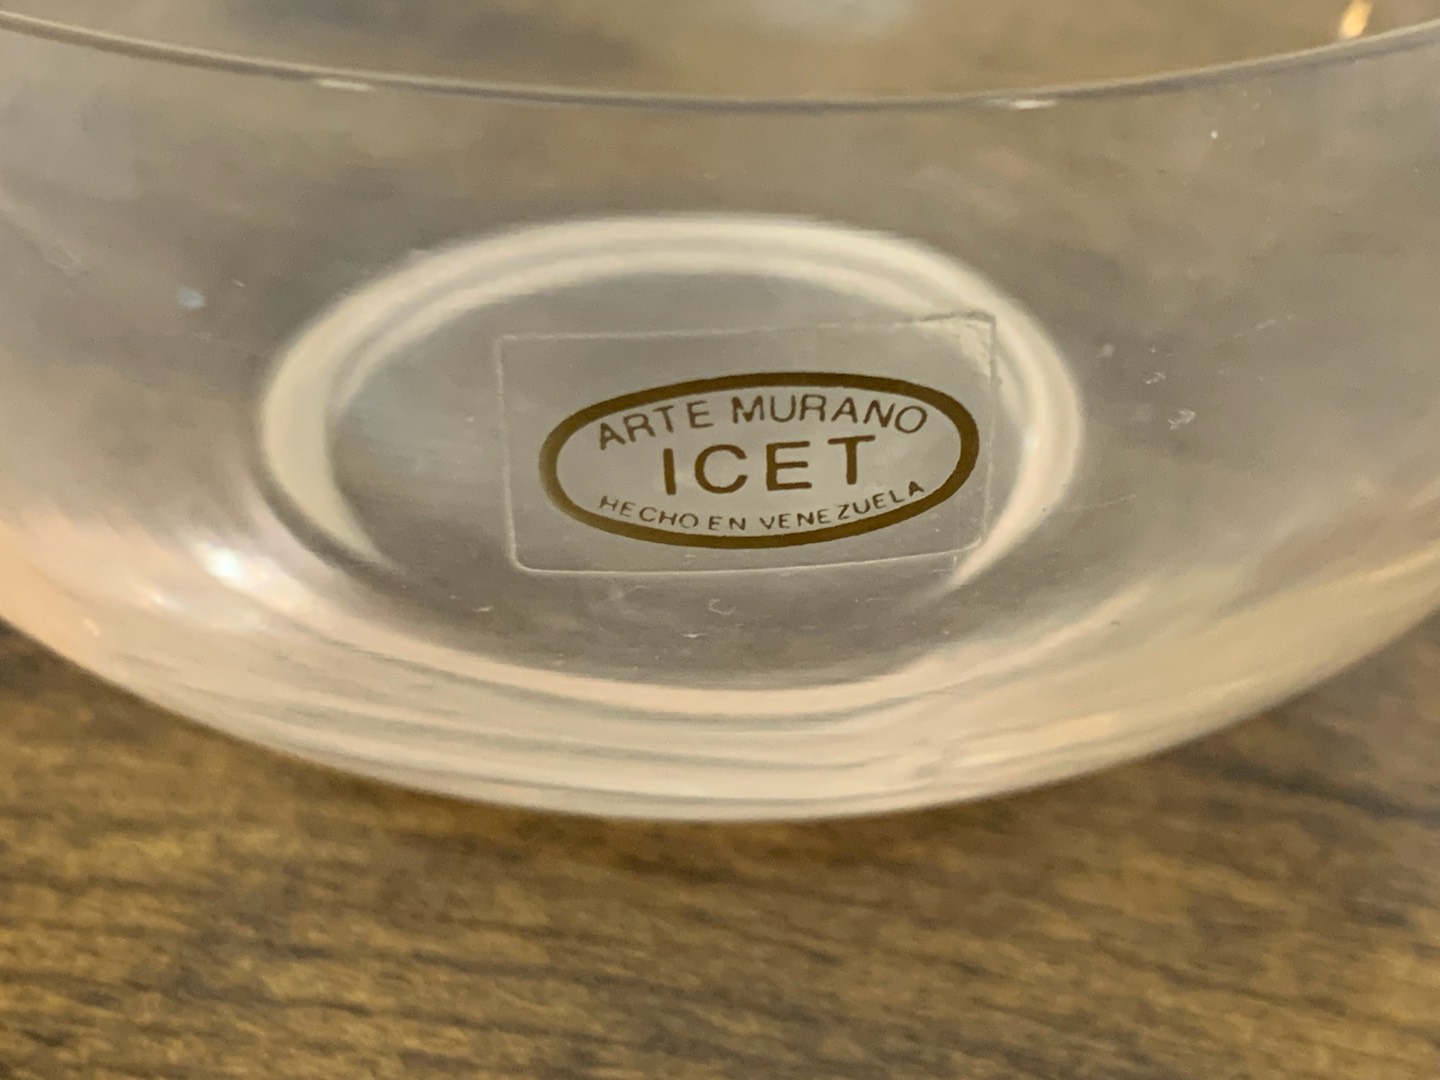 ARTE MURANO
ICET
HECHO EN VENEZUELA